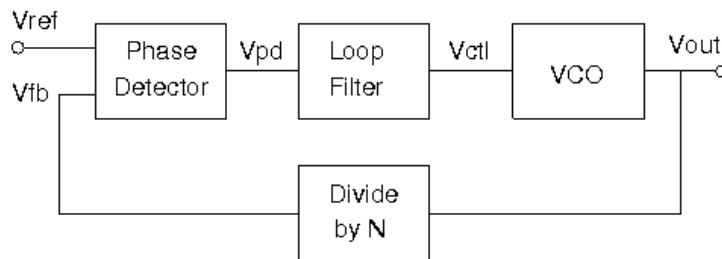 Vref
Phase
Detector
Vpd
Loop
Filter
Vctl
VCO
Vout
Vfb
Divide
by N